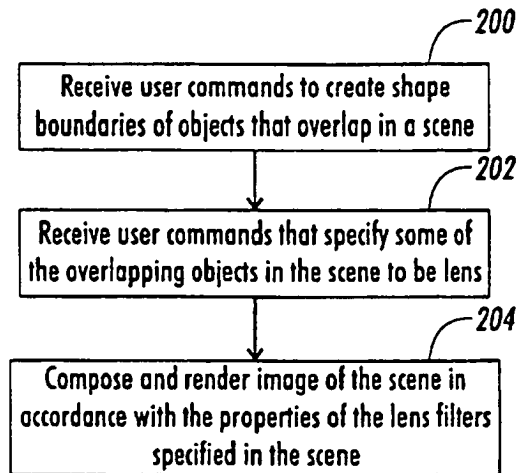 200
Receive user commands to create shape
boundaries of objects that overlap in a scene
202
Receive user commands that specify some of
the overlapping objects in the scene to be lens
204
Compose and render image of the scene in
accordance with the properties of the lens filters
specified in the scene